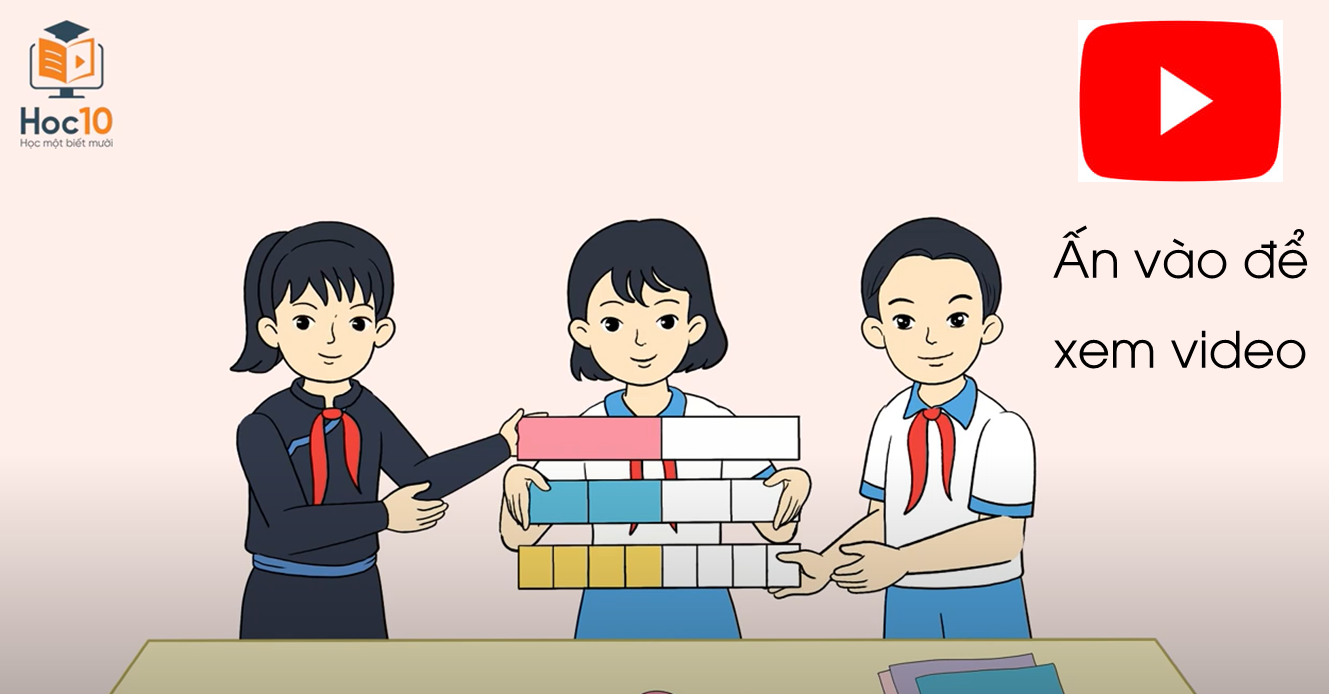 Hoc10
Học một biết mười
Ấn vào để
xem video